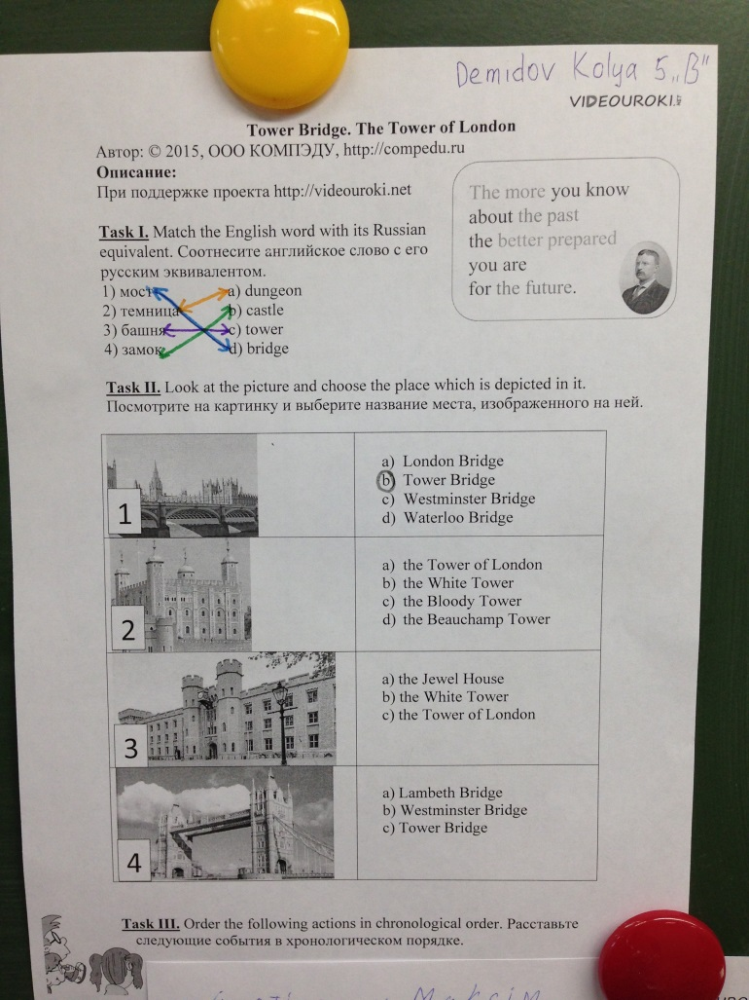 Demidov Kolya 5 „В"
VIDEOUROKI
Tower Bridge. The Tower of London
Автор: © 2015, ООО КОМПЭДУ, http://compedu.ru
Описание:
При поддержке проекта http://videouroki.net
The more you know
about the past
the better prepared
you are
for the future.
Task I. Match the English word with its Russian
equivalent. Соотнесите английское слово с его
русским эквивалентом.
1) мост a) dungeon
2) темница b) castle
3) башня c) tower
4) замок d) bridge
Task II. Look at the picture and choose the place which is depicted in it.
Посмотрите на картинку и выберите название места, изображенного на ней.
1
a) London Bridge
b) Tower Bridge
c) Westminster Bridge
d) Waterloo Bridge
2
a) the Tower of London
b) the White Tower
c) the Bloody Tower
d) the Beauchamp Tower
3
a) the Jewel House
b) the White Tower
c) the Tower of London
4
a) Lambeth Bridge
b) Westminster Bridge
c) Tower Bridge
Task III. Order the following actions in chronological order. Расставьте
следующие события в хронологическом порядке.